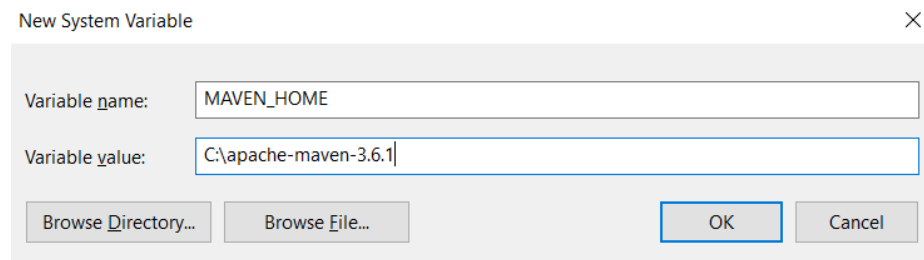 New System Variable
Variable name: MAVEN_HOME
Variable value: C:\apache-maven-3.6.1
Browse Directory... Browse File... OK Cancel